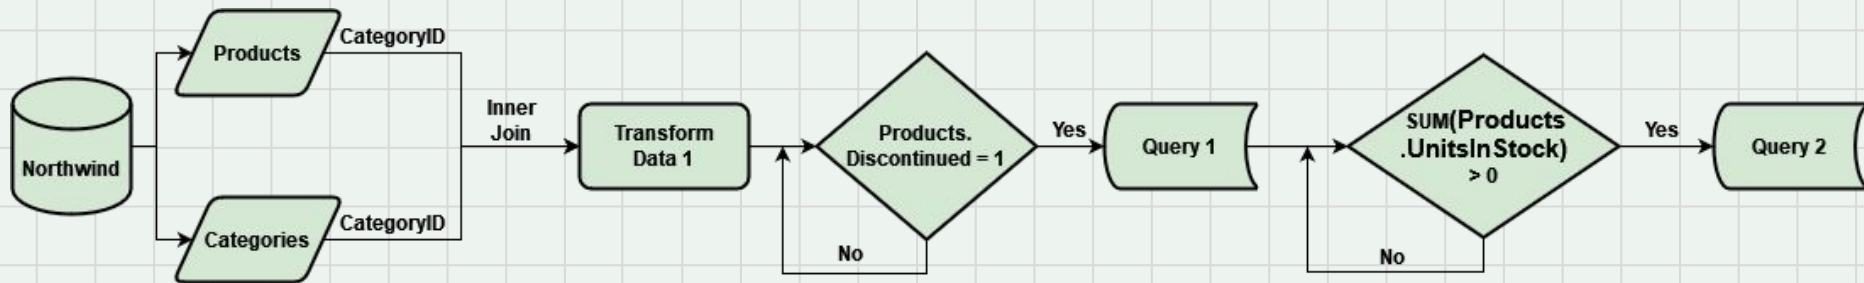 Northwind
Products
CategoryID
Categories
CategoryID
Inner
Join
Transform
Data 1
Products.
Discontinued = 1
No
Yes
Query 1
SUM(Products
.UnitsInStock)
> 0
No
Yes
Query 2